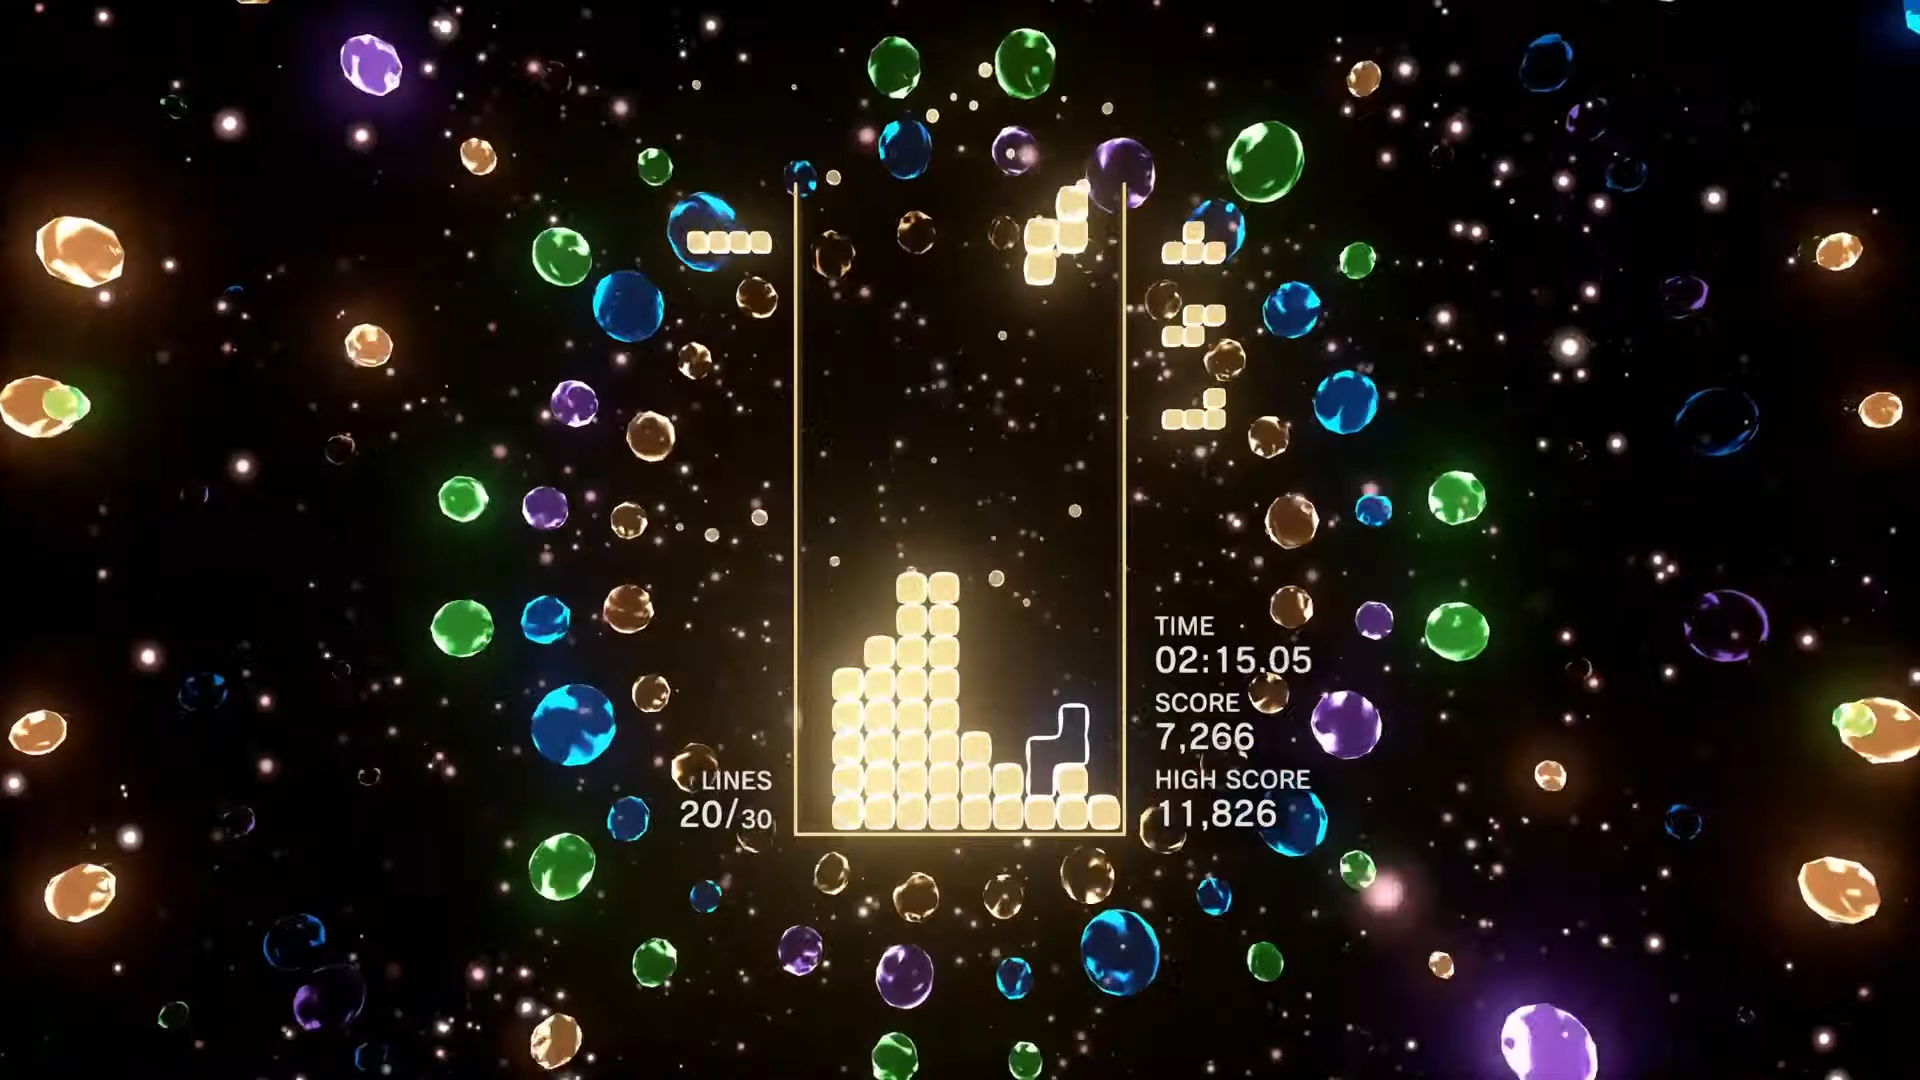 LINES
20/30
TIME
02:15.05
SCORE
7,266
HIGH SCORE
11,826